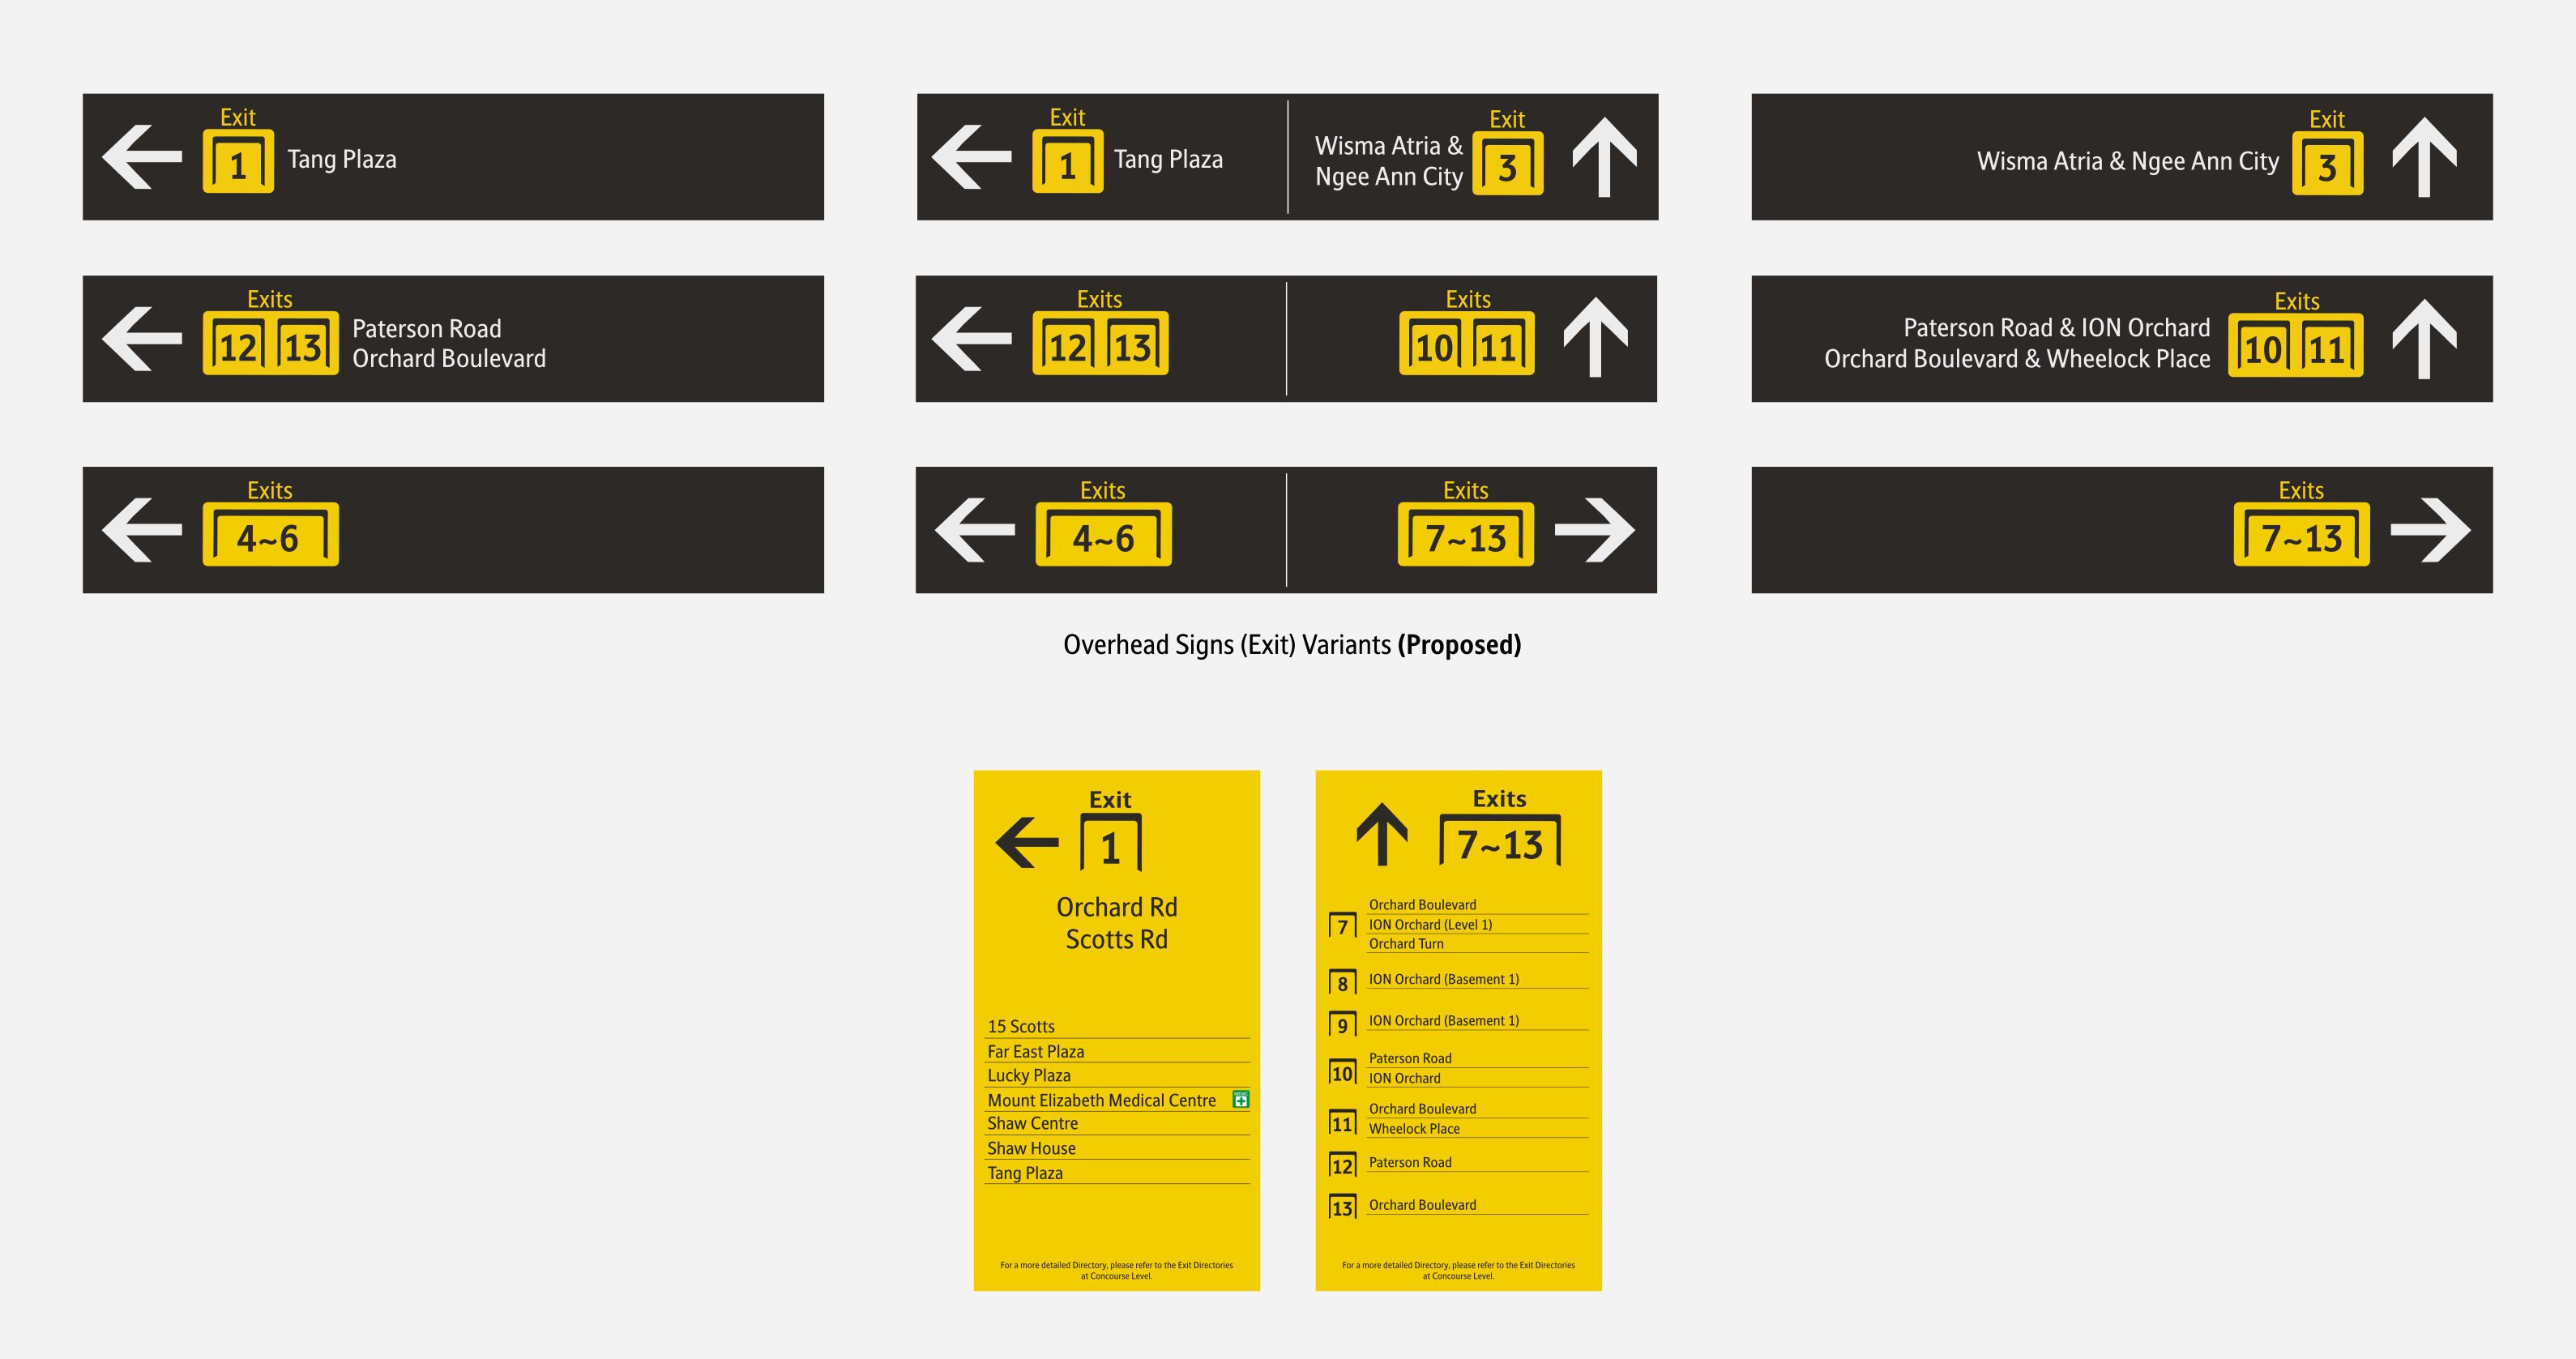 Exit
1
Tang Plaza
Exit
1
Tang Plaza
Wisma Atria &
Ngee Ann City
Exit
3
Wisma Atria & Ngee Ann City
Exit
3
Exits
12 13
Paterson Road
Orchard Boulevard
Exits
12 13
Exits
10 11
Paterson Road & ION Orchard
Orchard Boulevard & Wheelock Place
Exits
10 11
Exits
4~6
Exits
4~6
Exits
7~13
Exits
7~13
Overhead Signs (Exit) Variants (Proposed)
Exit
1
Orchard Rd
Scotts Rd
15 Scotts
Far East Plaza
Lucky Plaza
Mount Elizabeth Medical Centre
Shaw Centre
Shaw House
Tang Plaza
For a more detailed Directory, please refer to the Exit Directories
at Concourse Level.
Exits
7~13
7
Orchard Boulevard
ION Orchard (Level 1)
Orchard Turn
8
ION Orchard (Basement 1)
9
ION Orchard (Basement 1)
10
Paterson Road
ION Orchard
11
Orchard Boulevard
Wheelock Place
12
Paterson Road
13
Orchard Boulevard
For a more detailed Directory, please refer to the Exit Directories
at Concourse Level.